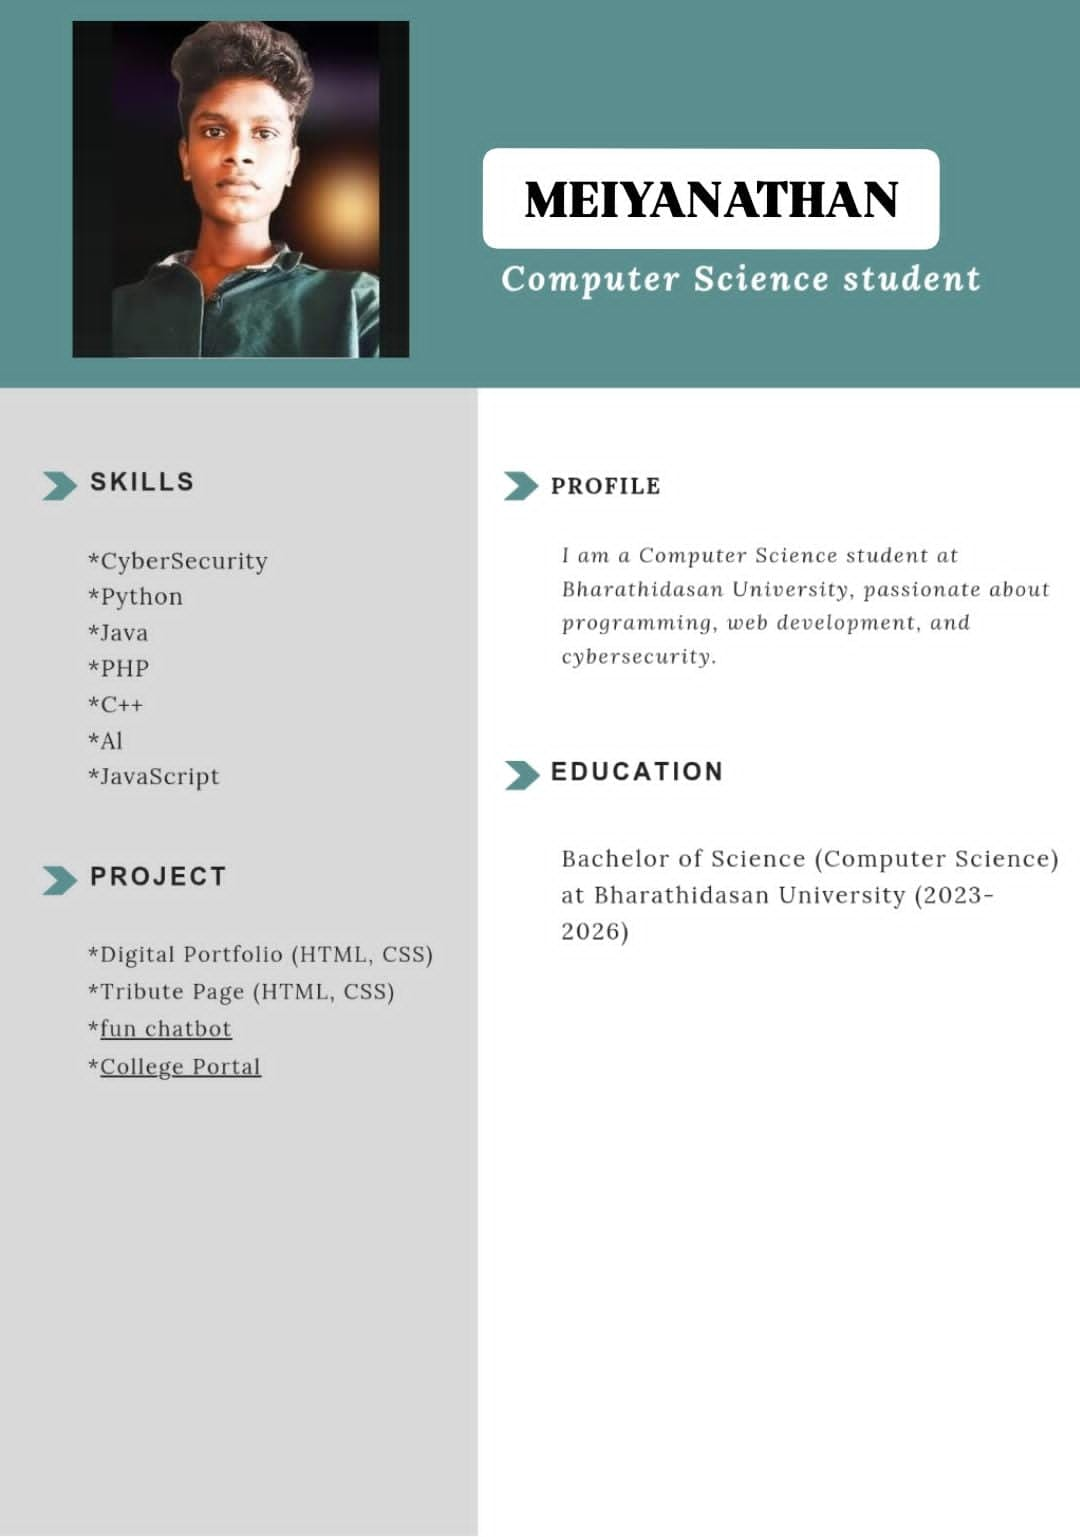 MEIYANATHAN
Computer Science student
SKILLS
*CyberSecurity
*Python
*Java
*PHP
*C++
*Al
*JavaScript
PROJECT
*Digital Portfolio (HTML, CSS)
*Tribute Page (HTML, CSS)
*fun chatbot
*College Portal
PROFILE
I am a Computer Science student at
Bharathidasan University, passionate about
programming, web development, and
cybersecurity.
EDUCATION
Bachelor of Science (Computer Science)
at Bharathidasan University (2023-
2026)